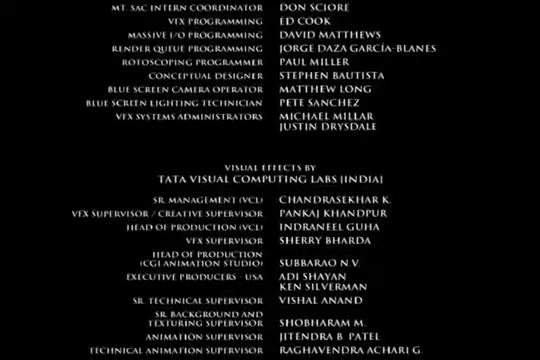 MT. SAC INTERN COORDINATOR DON SCIORE
VFX PROGRAMMING ED COOK
MASSIVE I/O PROGRAMMING DAVID MATTHEWS
RENDER QUEUE PROGRAMMING JORGE DAZA GARCÍA-BLANES
ROTOSCOPING PROGRAMMER PAUL MILLER
CONCEPTUAL DESIGNER STEPHEN BAUTISTA
BLUE SCREEN CAMERA OPERATOR MATTHEW LONG
BLUE SCREEN LIGHTING TECHNICIAN PETE SANCHEZ
VFX SYSTEMS ADMINISTRATORS MICHAEL MILLAR
JUSTIN DRYSDALE
VISUAL EFFECTS BY
TATA VISUAL COMPUTING LABS [INDIA]
SR. MANAGEMENT (VCL) CHANDRASEKHAR K.
VFX SUPERVISOR / CREATIVE SUPERVISOR PANKAJ KHANDPUR
HEAD OF PRODUCTION (VCL) INDRANEEL GUHA
VFX SUPERVISOR SHERRY BHARDA
HEAD OF PRODUCTION
(CGI ANIMATION STUDIO) SUBBARAO N.V.
EXECUTIVE PRODUCERS - USA ADI SHAYAN
KEN SILVERMAN
SR. TECHNICAL SUPERVISOR VISHAL ANAND
SR. BACKGROUND AND
TEXTURING SUPERVISOR SHOBHARAM M.
ANIMATION SUPERVISOR JITENDRA B. PATEL
TECHNICAL ANIMATION SUPERVISOR RAGHAVENDRA ACHARI G.